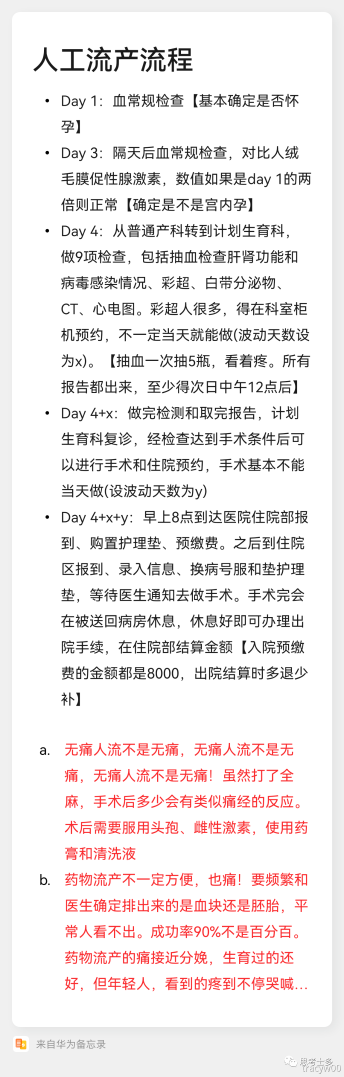 人工流产流程
• Day 1：血常规检查【基本确定是否怀
孕】
• Day 3：隔天后血常规检查，对比人绒
毛膜促性腺激素，数值如果是day 1的两
倍则正常【确定是不是宫内孕】
• Day 4：从普通产科转到计划生育科，
做9项检查，包括抽血检查肝肾功能和
病毒感染情况、彩超、白带分泌物、
CT、心电图。彩超人很多，得在科室柜
机预约，不一定当天就能做(波动天数设
为x)。【抽血一次抽5瓶，看着疼。所有
报告都出来，至少得次日中午12点后】
• Day 4+x：做完检测和取完报告，计划
生育科复诊，经检查达到手术条件后可
以进行手术和住院预约，手术基本不能
当天做(设波动天数为y)
• Day 4+x+y：早上8点到达医院住院部报
到、购置护理垫、预缴费。之后到住院
区报到、录入信息、换病号服和垫护理
垫，等待医生通知去做手术。手术完会
在被送回病房休息，休息好即可办理出
院手续，在住院部结算金额【入院预缴
费的金额都是8000，出院结算时多退少
补】
a. 无痛人流不是无痛，无痛人流不是无
痛，无痛人流不是无痛！虽然打了全
麻，手术后多少会有类似痛经的反应。
术后需要服用头孢、雌性激素，使用药
膏和清洗液
b. 药物流产不一定方便，也痛！要频繁和
医生确定排出来的是血块还是胚胎，平
常人看不出。成功率90%不是百分百。
药物流产的痛接近分娩，生育过的还
好，但年轻人，看到的疼到不停哭喊...
来自华为备忘录
思考士多
tracyw00